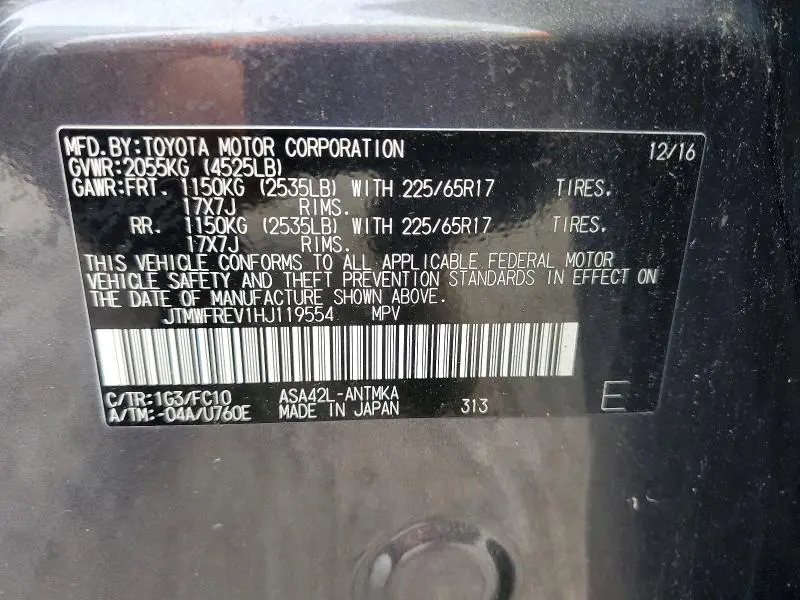 MFD.BY:TOYOTA MOTOR CORPORATION 12/16
GVWR:2055KG (4525LB)
GAWR:FRT. 1150KG (2535LB) WITH 225/65R17 TIRES.
17X7J RIMS.
RR. 1150KG (2535LB) WITH 225/65R17 TIRES.
17X7J RIMS.
THIS VEHICLE CONFORMS TO ALL APPLICABLE FEDERAL MOTOR
VEHICLE SAFETY AND THEFT PREVENTION STANDARDS IN EFFECT ON
THE DATE OF MANUFACTURE SHOWN ABOVE.
JTMWFREV1HJ119554 MPV
C/TR:1G3/FC10 ASA42L-ANTMKA
A/TM:-04A/U760E MADE IN JAPAN 313 E